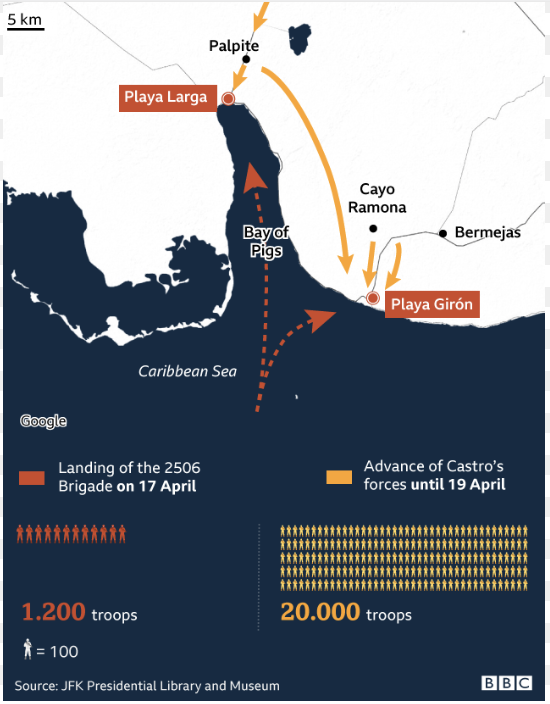 5 km
Palpite
Playa Larga
Cayo
Ramona
Bay of
Pigs
Bermejas
Playa Girón
Caribbean Sea
Google
Landing of the 2506
Brigade on 17 April
Advance of Castro's
forces until 19 April
1.200 troops
20.000 troops
= 100
Source: JFK Presidential Library and Museum
BBC